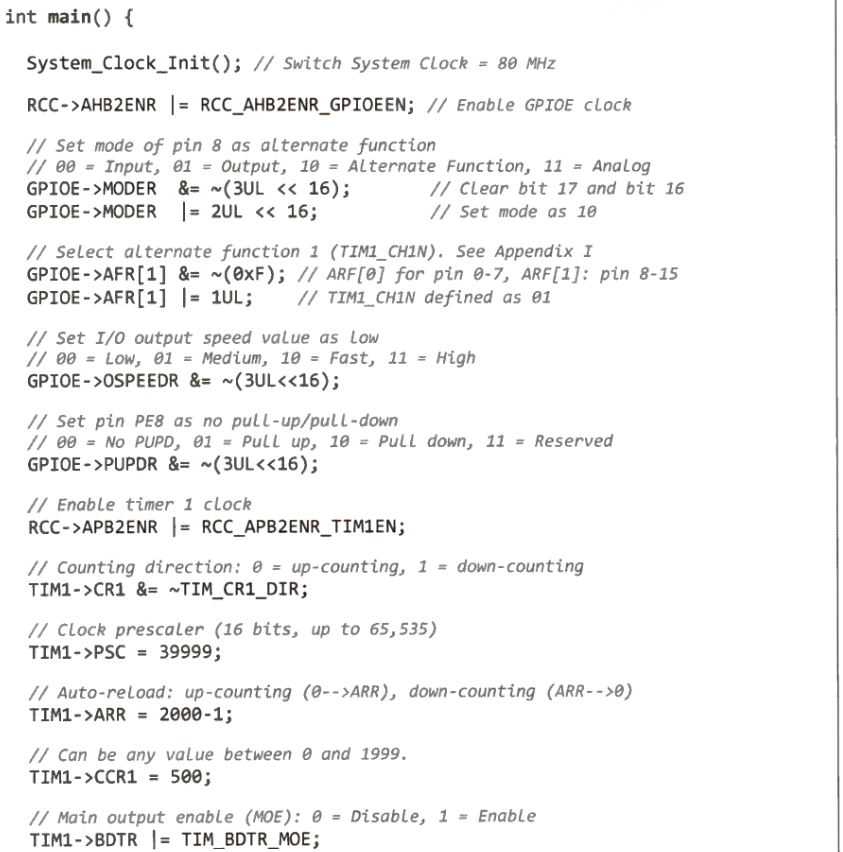 int main() {
System_Clock_Init(); // Switch System Clock = 80 MHz
RCC->AHB2ENR |= RCC_AHB2ENR_GPIOEEN; // Enable GPIOE clock
// Set mode of pin 8 as alternate function
// 00 = Input, 01 = Output, 10 = Alternate Function, 11 = Analog
GPIOE->MODER &= ~(3UL << 16); // Clear bit 17 and bit 16
GPIOE->MODER |= 2UL << 16; // Set mode as 10
// Select alternate function 1 (TIM1_CH1N). See Appendix I
GPIOE->AFR[1] &= ~(0xF); // ARF[0] for pin 0-7, ARF[1]: pin 8-15
GPIOE->AFR[1] |= 1UL; // TIM1_CH1N defined as 01
// Set I/O output speed value as low
// 00 = Low, 01 = Medium, 10 = Fast, 11 = High
GPIOE->OSPEEDR &= ~(3UL<<16);
// Set pin PE8 as no pull-up/pull-down
// 00 = No PUPD, 01 = Pull up, 10 = Pull down, 11 = Reserved
GPIOE->PUPDR &= ~(3UL<<16);
// Enable timer 1 clock
RCC->APB2ENR |= RCC_APB2ENR_TIM1EN;
// Counting direction: 0 = up-counting, 1 = down-counting
TIM1->CR1 &= ~TIM_CR1_DIR;
// Clock prescaler (16 bits, up to 65,535)
TIM1->PSC = 39999;
// Auto-reload: up-counting (0-->ARR), down-counting (ARR-->0)
TIM1->ARR = 2000-1;
// Can be any value between 0 and 1999.
TIM1->CCR1 = 500;
// Main output enable (MOE): 0 = Disable, 1 = Enable
TIM1->BDTR |= TIM_BDTR_MOE;